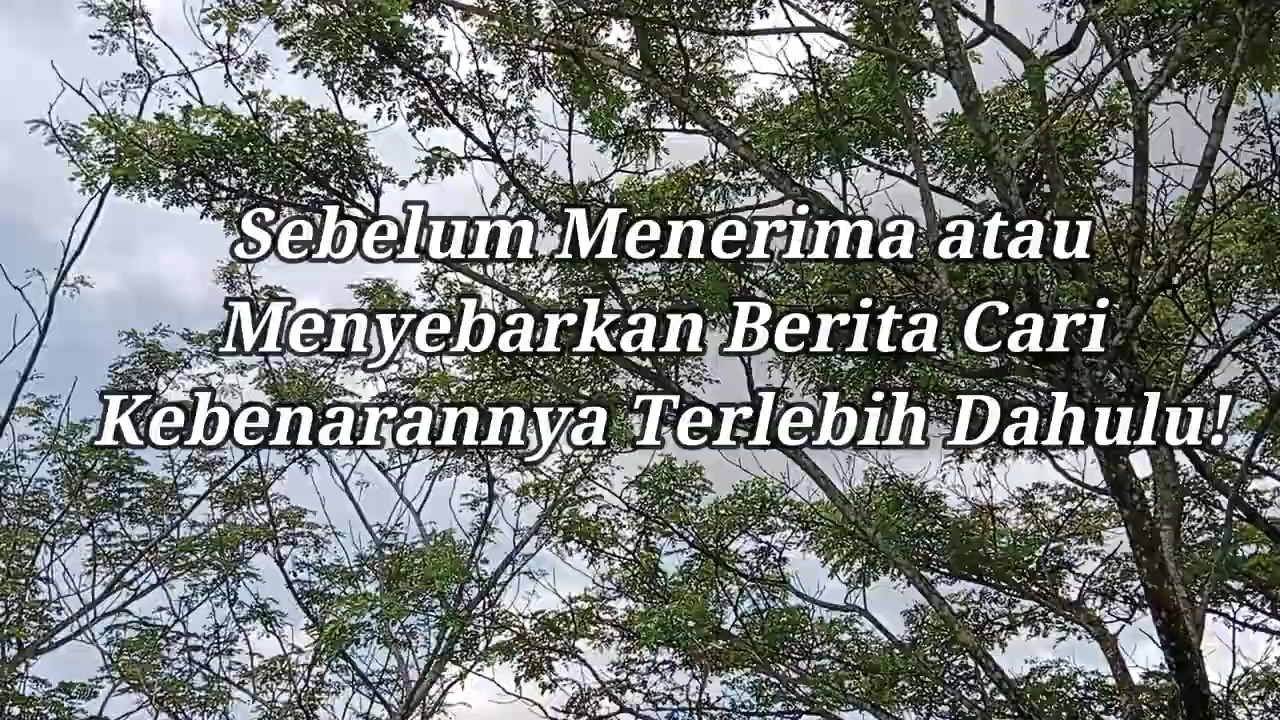 Sebelum Menerima atau
Menyebarkan Berita Cari
Kebenarannya Terlebih Dahulu!